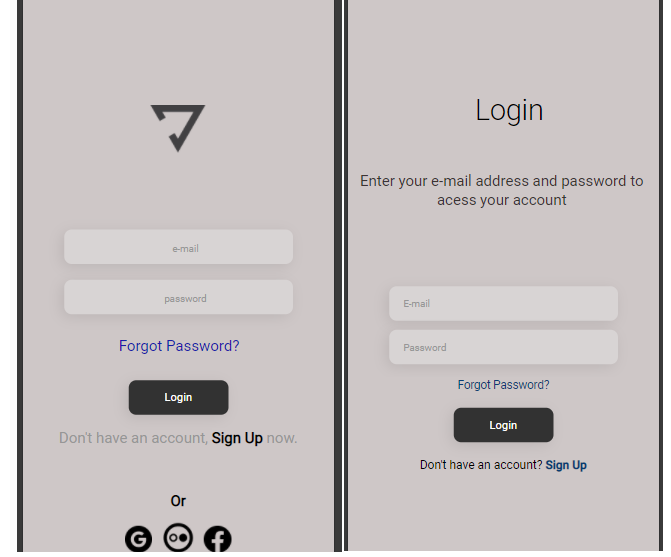 e-mail
password
Forgot Password?
Login
Don't have an account, Sign Up now.
Or
Login
Enter your e-mail address and password to
acess your account
E-mail
Password
Forgot Password?
Login
Don't have an account? Sign Up